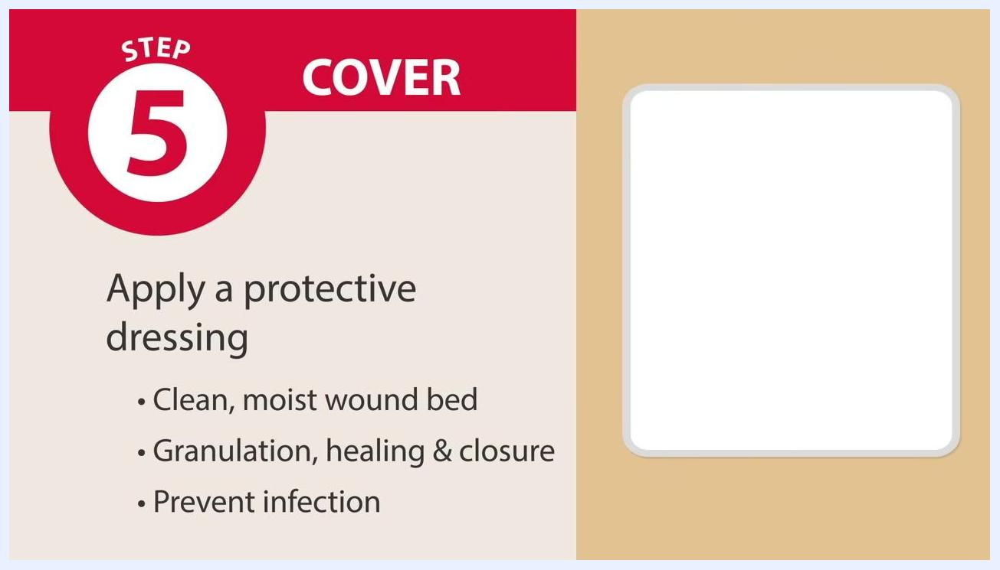 STEP
5
COVER
Apply a protective
dressing
• Clean, moist wound bed
• Granulation, healing & closure
• Prevent infection